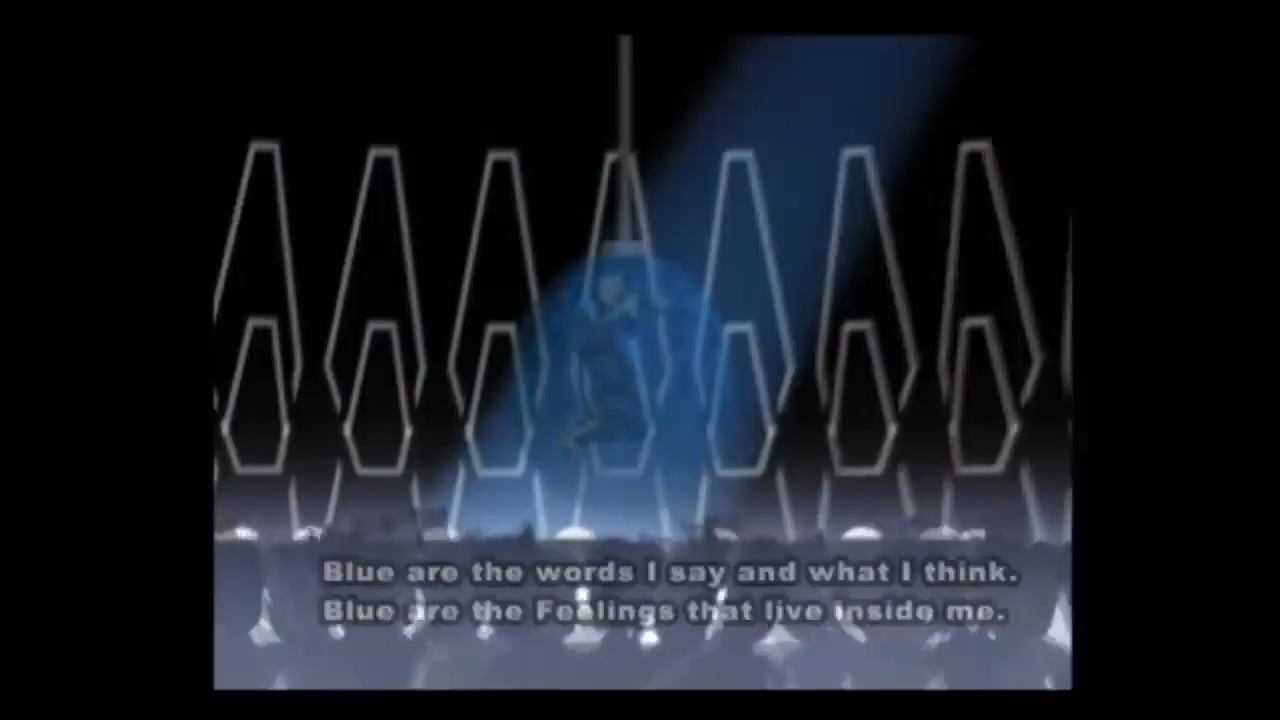 Blue are the words I say and what I think.
Blue are the Feelings that live inside me.